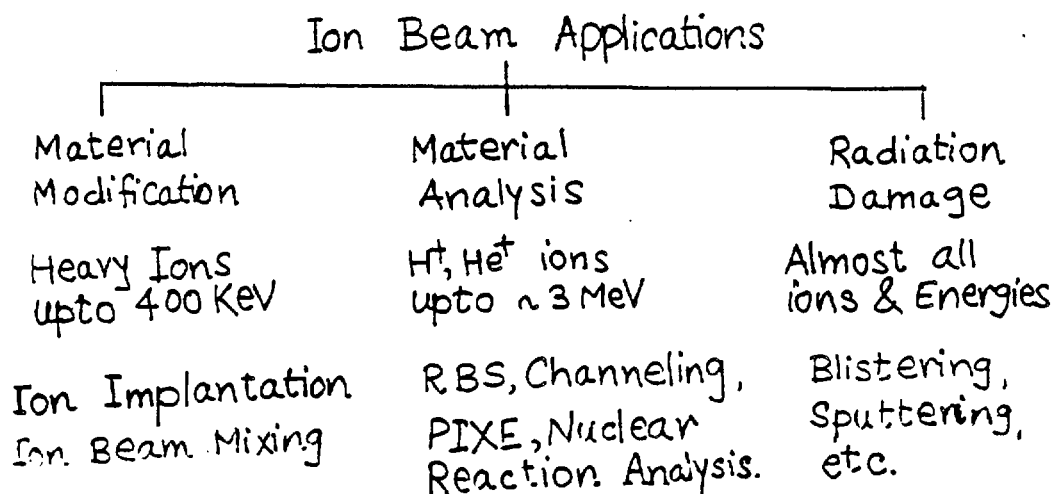 Ion Beam Applications
Material
Modification
Heavy Ions
upto 400 KeV
Ion Implantation
Ion Beam Mixing
Material
Analysis
H⁺, He⁺ ions
upto ~ 3 MeV
RBS, Channeling,
PIXE, Nuclear
Reaction Analysis.
Radiation
Damage
Almost all
ions & Energies
Blistering,
Sputtering,
etc.